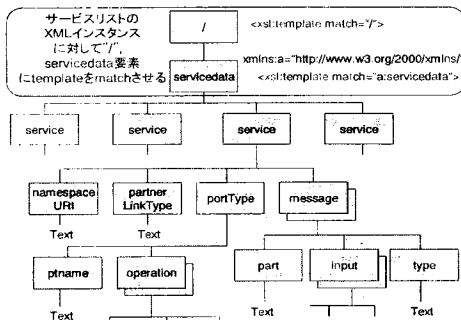 サービスリストの
XMLインスタンス
に対して"/",
servicedata要素
にtemplateをmatchさせる
/
<xsl:template match="/">
xmlns:a="http://www.w3.org/2000/xmlns/"
servicedata
<xsl:template match="a:servicedata">
service
service
service
service
namespace
URI
partner
LinkType
portType
message
Text
Text
ptname
operation
part
input
type
Text
Text
Text